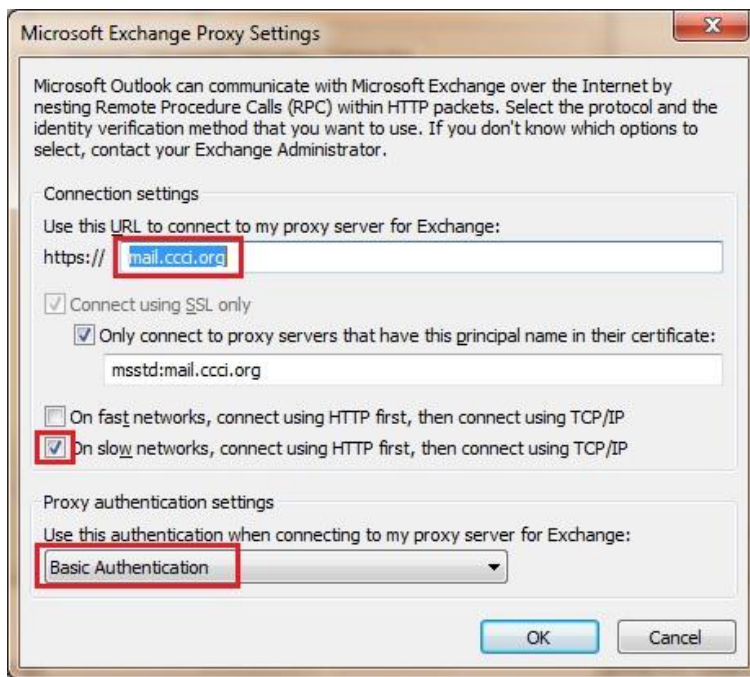 Microsoft Exchange Proxy Settings
Microsoft Outlook can communicate with Microsoft Exchange over the Internet by
nesting Remote Procedure Calls (RPC) within HTTP packets. Select the protocol and the
identity verification method that you want to use. If you don't know which options to
select, contact your Exchange Administrator.
Connection settings
Use this URL to connect to my proxy server for Exchange:
https:// mail.ccci.org
Connect using SSL only
Only connect to proxy servers that have this principal name in their certificate:
msstd:mail.ccci.org
On fast networks, connect using HTTP first, then connect using TCP/IP
On slow networks, connect using HTTP first, then connect using TCP/IP
Proxy authentication settings
Use this authentication when connecting to my proxy server for Exchange:
Basic Authentication
OK Cancel